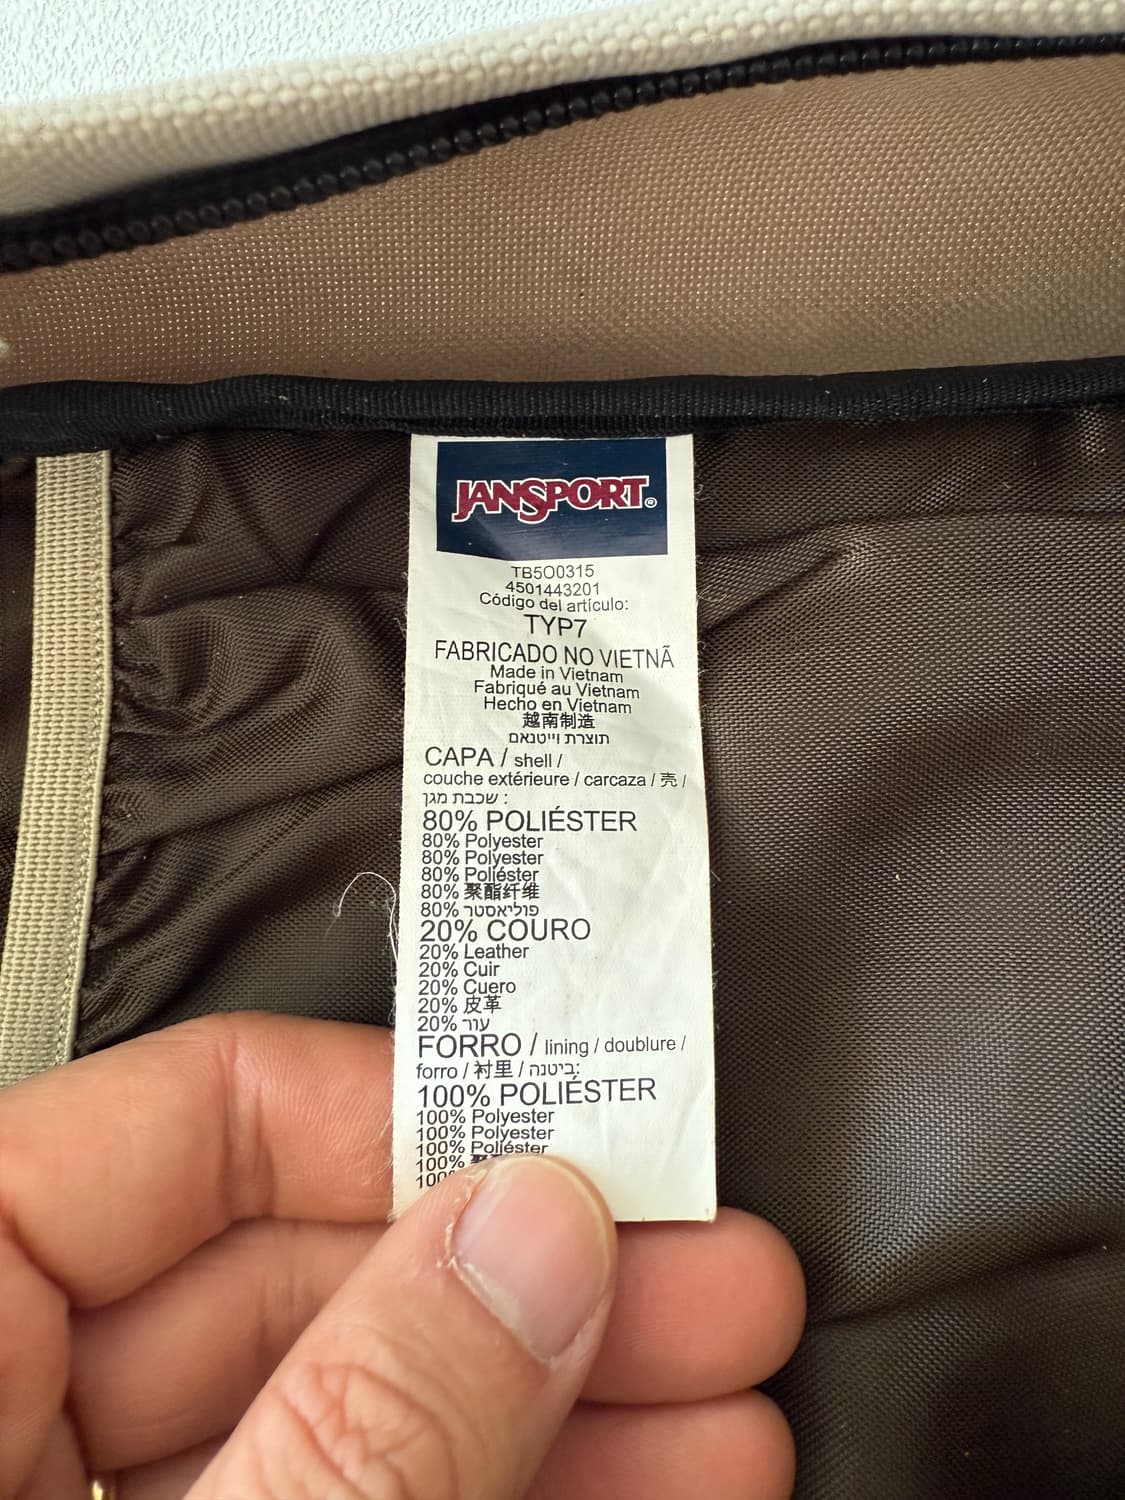 JANSPORT®
TB5O0315
4501443201
Código del artículo:
TYP7
FABRICADO NO VIETNÃ
Made in Vietnam
Fabriqué au Vietnam
Hecho en Vietnam
越南制造
תוצרת וייטנאם
CAPA / shell /
couche extérieure / carcaza / 壳 /
שכבת מגן :
80% POLIÉSTER
80% Polyester
80% Polyester
80% Poliéster
80% 聚酯纤维
80% פוליאסטר
20% COURO
20% Leather
20% Cuir
20% Cuero
20% 皮革
20% עור
FORRO / lining / doublure /
forro / 衬里 / ביטנה:
100% POLIÉSTER
100% Polyester
100% Polyester
100% Poliéster
100%